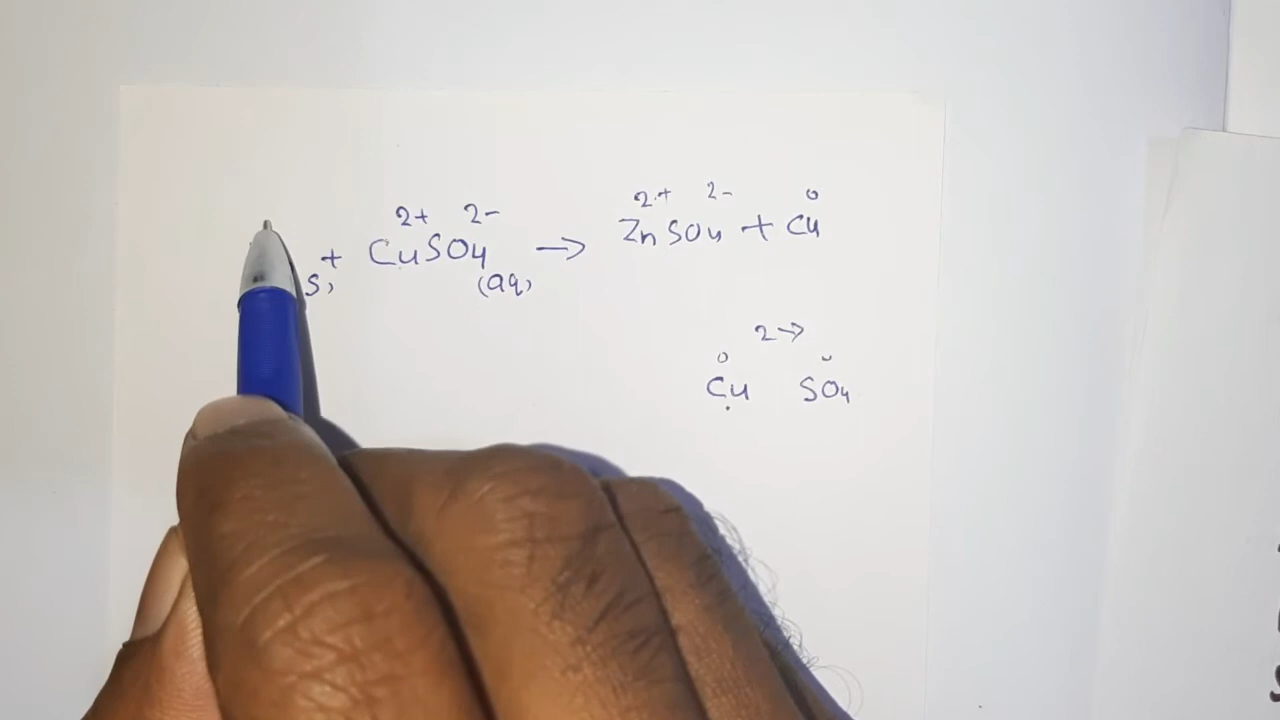 2+ 2- 2+ 2- 0
+ CuSO4 → ZnSO4 + Cu
s) (aq)
2→
0
Cu SO4